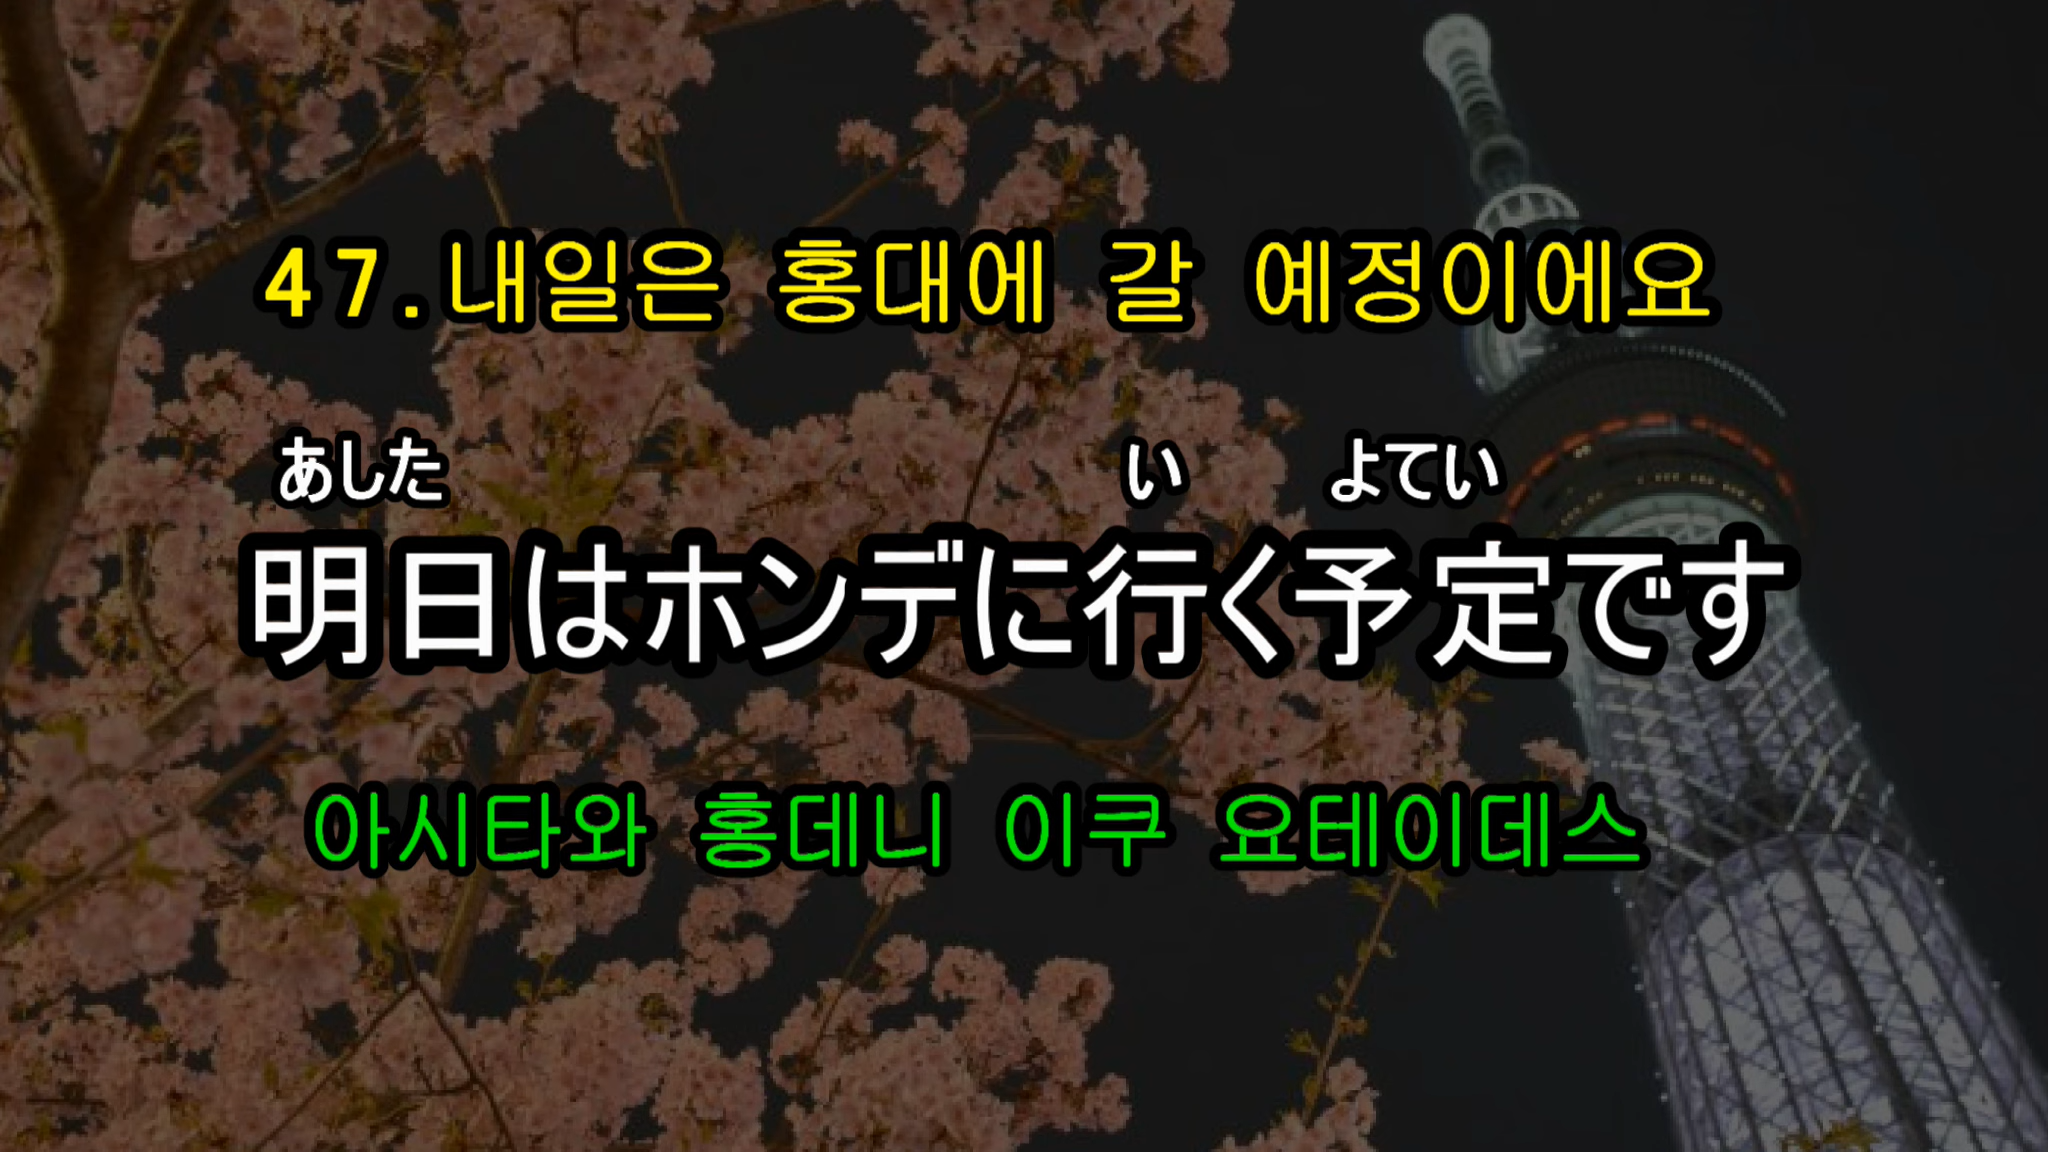 47.내일은 홍대에 갈 예정이에요
あした い よてい
明日はホンデに行く予定です
아시타와 홍데니 이쿠 요테이데스